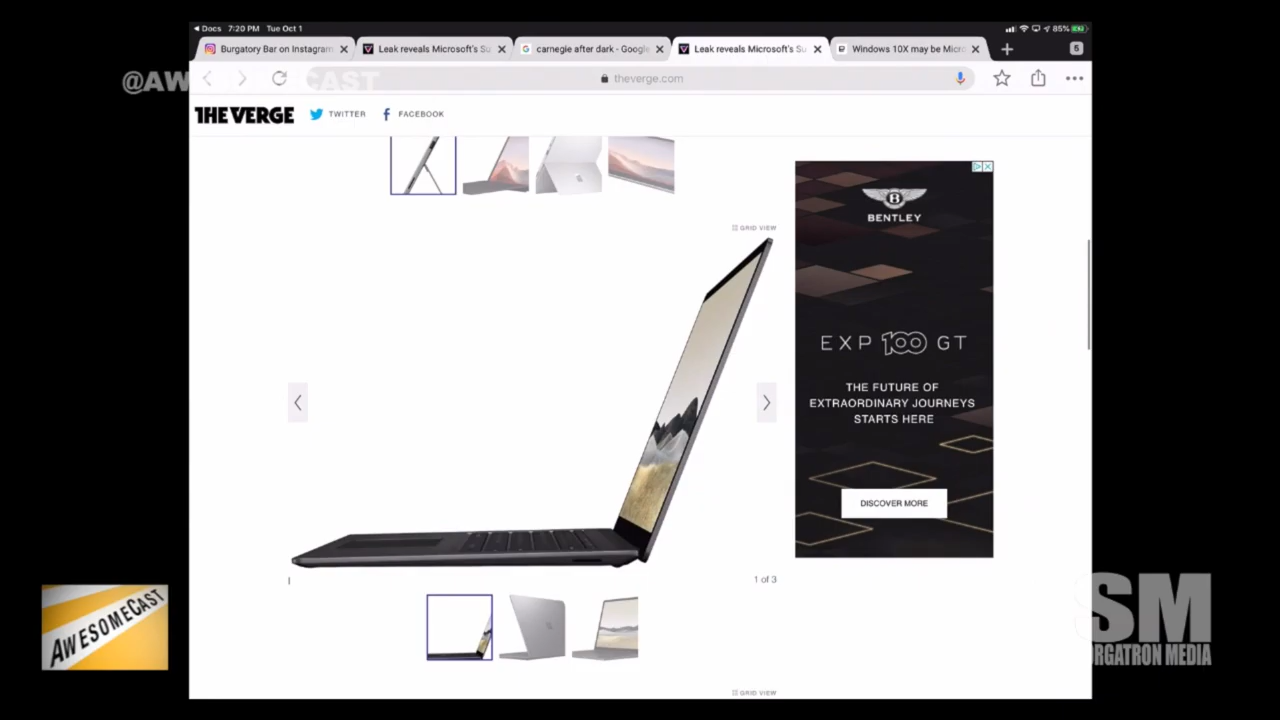 Docs 7:20 PM Tue Oct 1 85%
Burgatory Bar on Instagram
Leak reveals Microsoft's Su
carnegie after dark - Google
Leak reveals Microsoft's Su
Windows 10X may be Micro
5
@AW CAST
theverge.com
THE VERGE
TWITTER
FACEBOOK
GRID VIEW
B
BENTLEY
EXP 100 GT
THE FUTURE OF
EXTRAORDINARY JOURNEYS
STARTS HERE
DISCOVER MORE
1 of 3
GRID VIEW
AWESOMECAST
SM
ORGATRON MEDIA